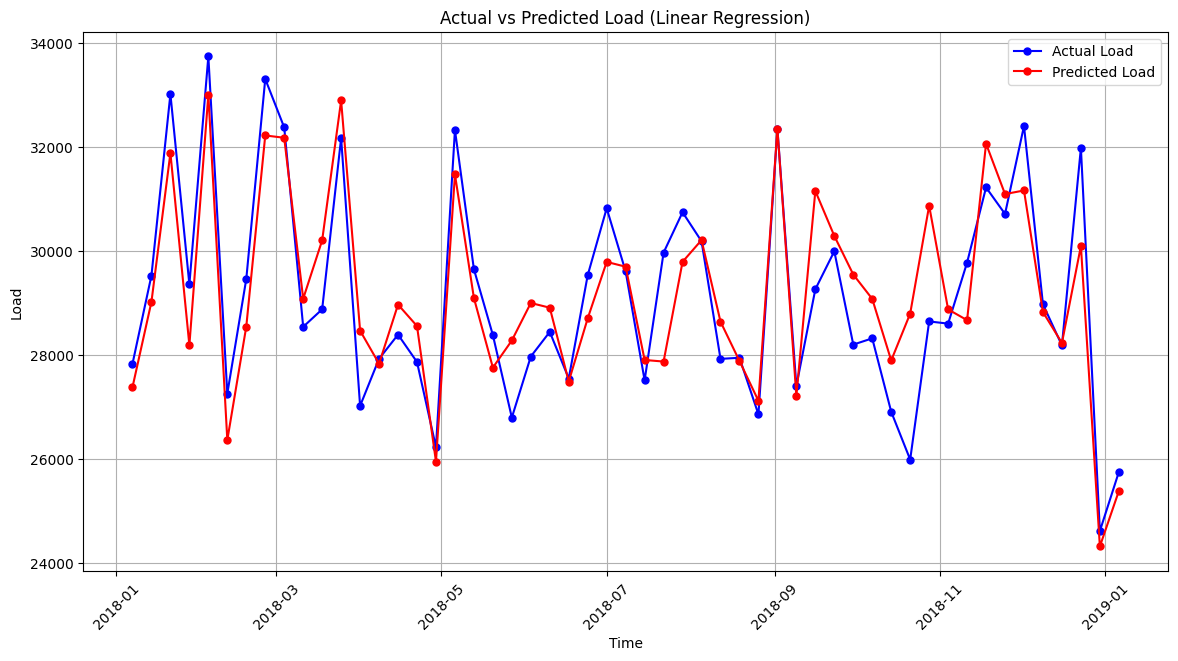 Actual vs Predicted Load (Linear Regression)
Actual Load
Predicted Load
Load
34000
32000
30000
28000
26000
24000
2018-01
2018-03
2018-05
2018-07
2018-09
2018-11
2019-01
Time